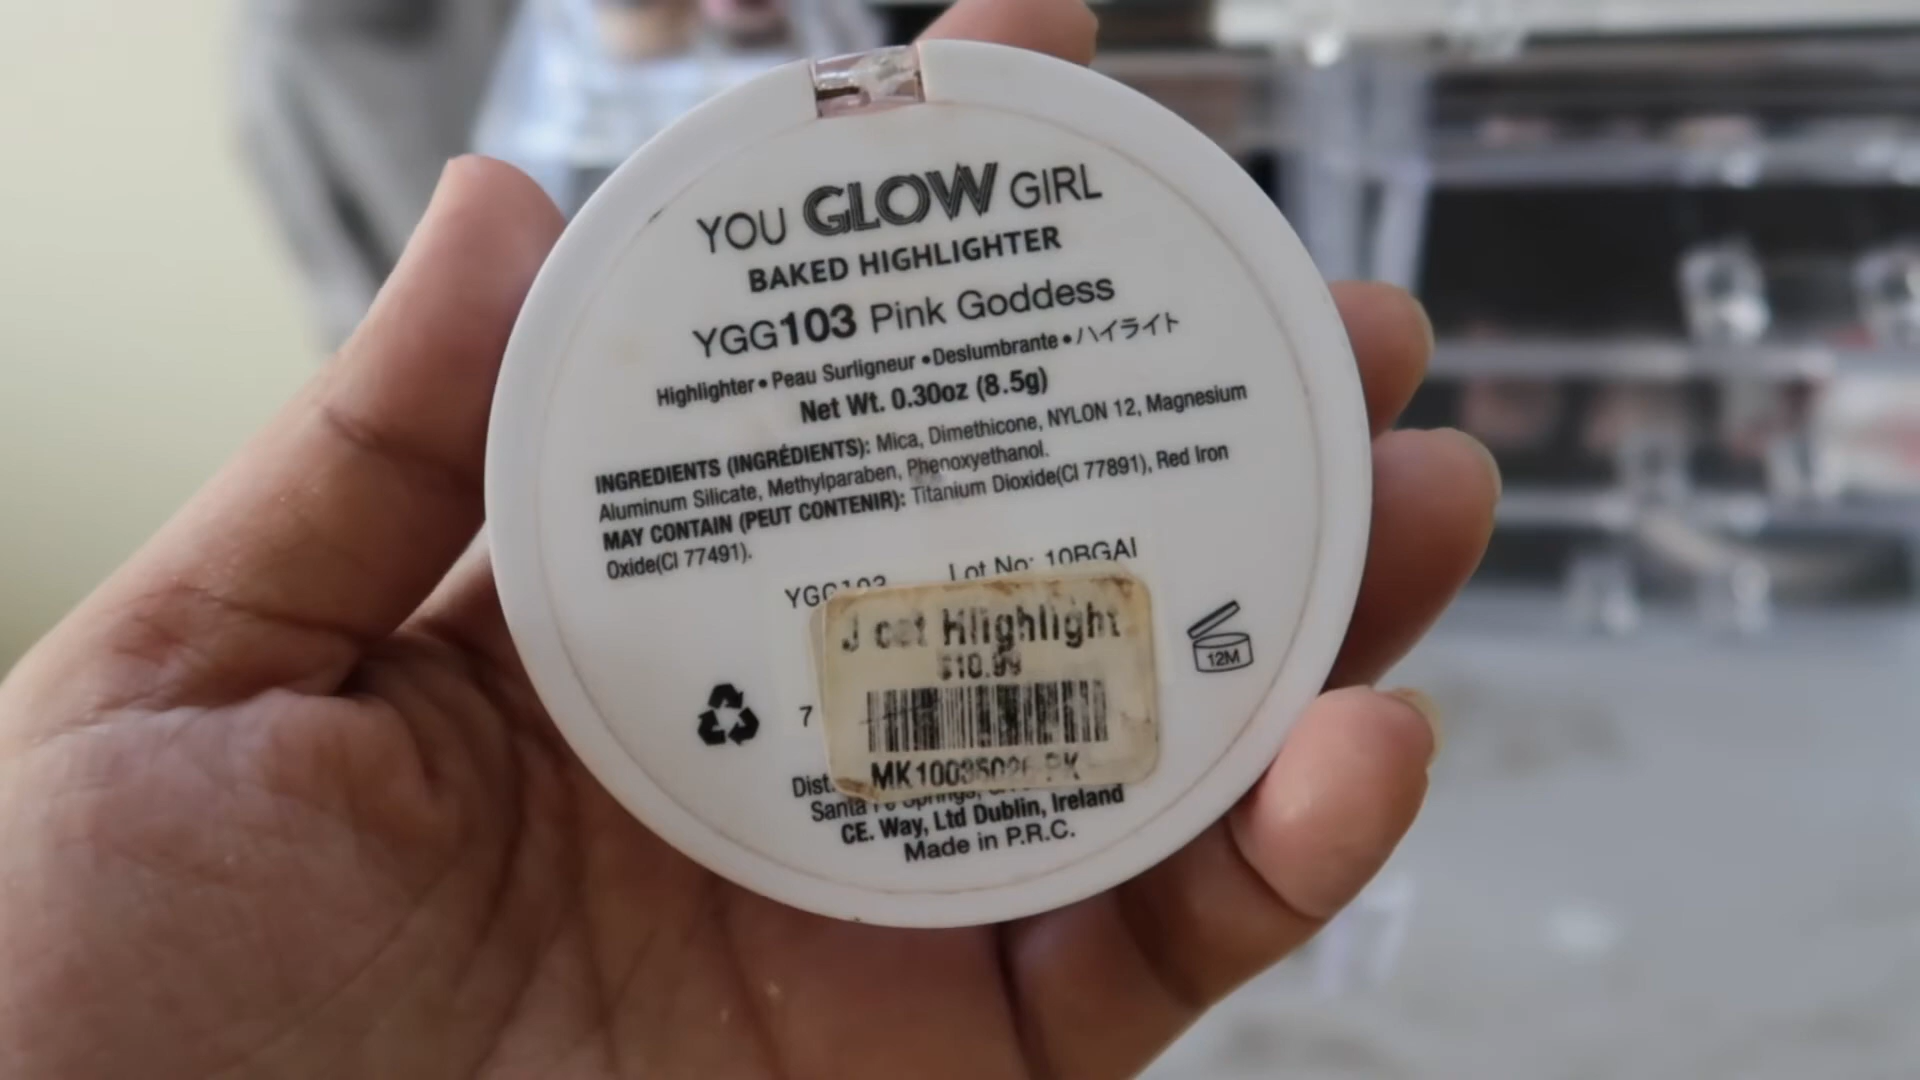 YOU GLOW GIRL
BAKED HIGHLIGHTER
YGG103 Pink Goddess
Highlighter • Peau Surligneur • Deslumbrante • ハイライト
Net Wt. 0.30oz (8.5g)
INGREDIENTS (INGRÉDIENTS): Mica, Dimethicone, NYLON 12, Magnesium
Aluminum Silicate, Methylparaben, Phenoxyethanol.
MAY CONTAIN (PEUT CONTENIR): Titanium Dioxide(CI 77891), Red Iron
Oxide(CI 77491).
YGG103 Lot No: 10BGAI
J cat Hlighlight
$10.99
7
12M
Dist.
Santa Fe Springs,
CE. Way, Ltd Dublin, Ireland
Made in P.R.C.